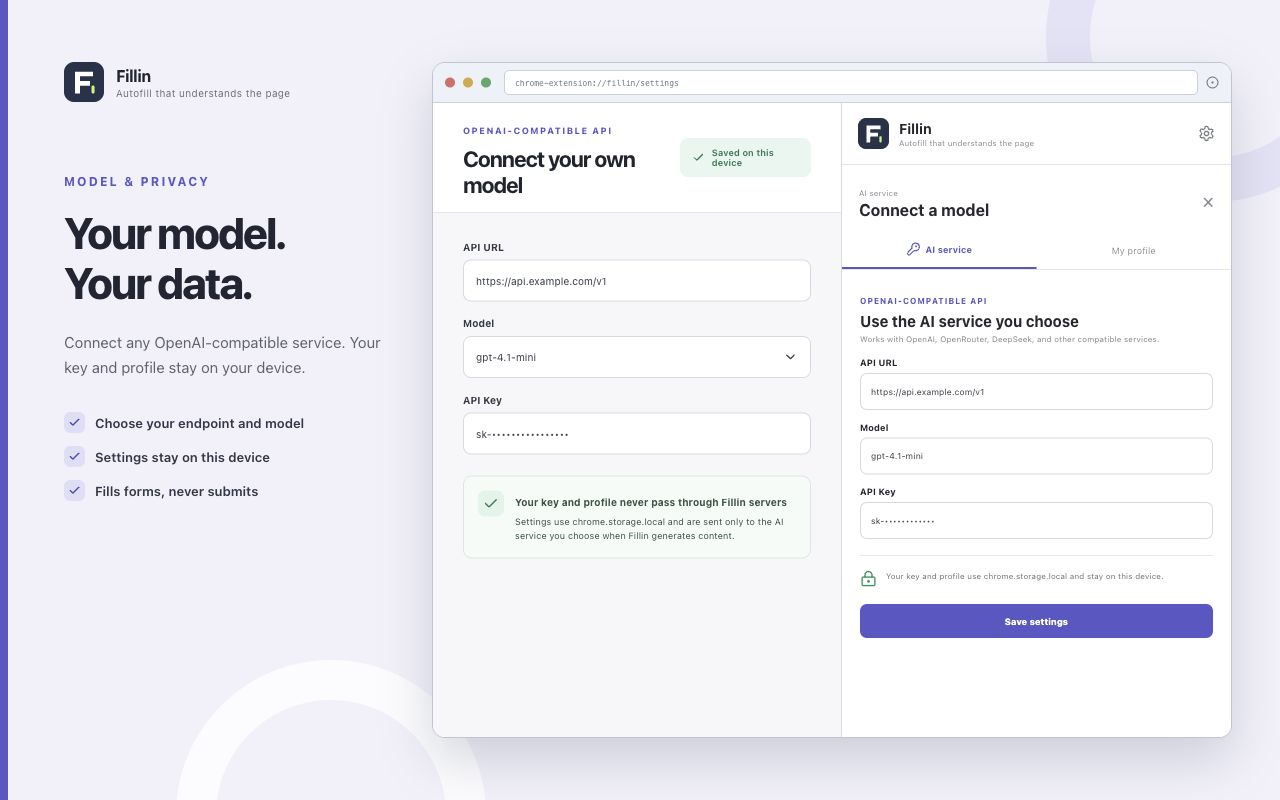 Fillin
Autofill that understands the page
MODEL & PRIVACY
Your model.
Your data.
Connect any OpenAI-compatible service. Your
key and profile stay on your device.
Choose your endpoint and model
Settings stay on this device
Fills forms, never submits
chrome-extension://fillin/settings
OPENAI-COMPATIBLE API
Connect your own
model
Saved on this
device
API URL
https://api.example.com/v1
Model
gpt-4.1-mini
API Key
sk-••••••••••••••••
Your key and profile never pass through Fillin servers
Settings use chrome.storage.local and are sent only to the AI
service you choose when Fillin generates content.
Fillin
Autofill that understands the page
AI service
Connect a model
AI service
My profile
OPENAI-COMPATIBLE API
Use the AI service you choose
Works with OpenAI, OpenRouter, DeepSeek, and other compatible services.
API URL
https://api.example.com/v1
Model
gpt-4.1-mini
API Key
sk-••••••••••••
Your key and profile use chrome.storage.local and stay on this device.
Save settings